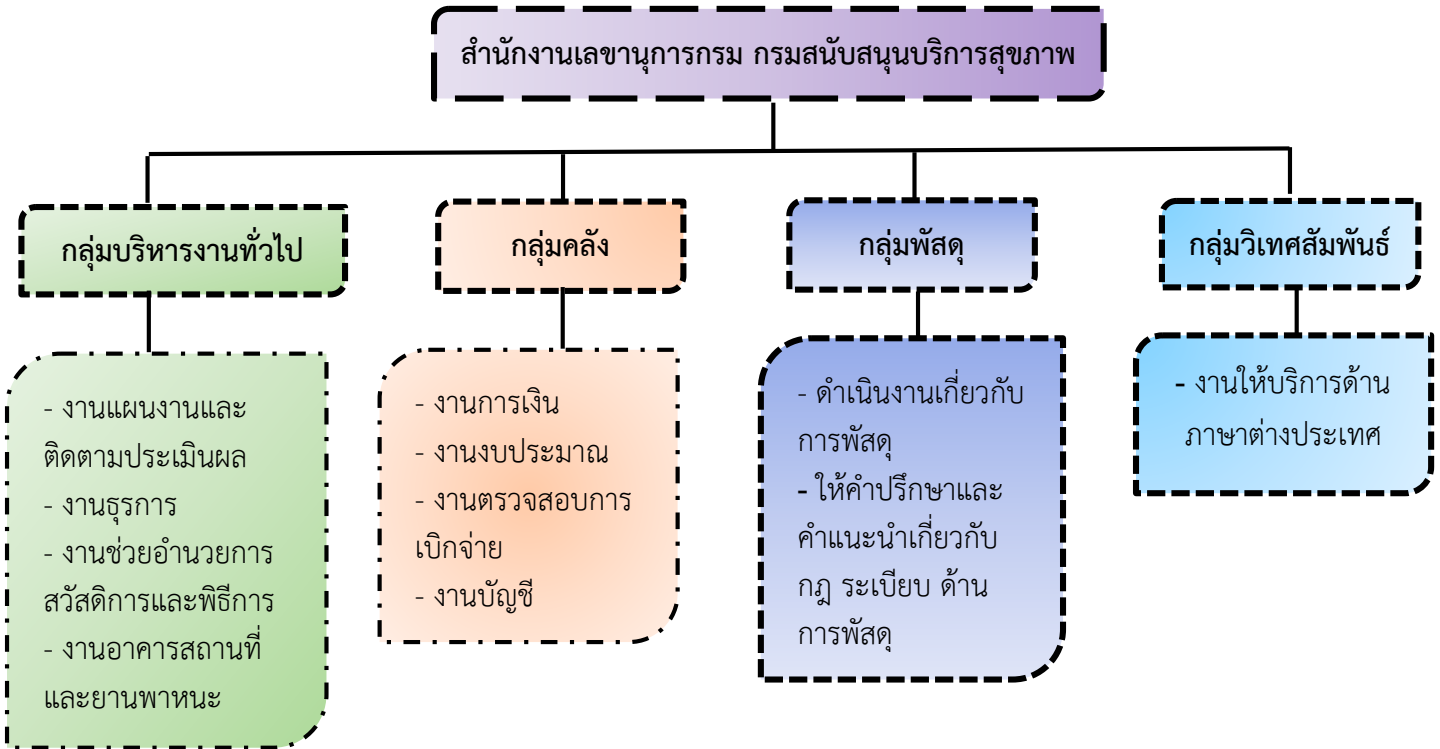 สำนักงานเลขานุการกรม กรมสนับสนุนบริการสุขภาพ
กลุ่มบริหารงานทั่วไป
- งานแผนงานและ
ติดตามประเมินผล
- งานธุรการ
- งานช่วยอำนวยการ
สวัสดิการและพิธีการ
- งานอาคารสถานที่
และยานพาหนะ
กลุ่มคลัง
- งานการเงิน
- งานงบประมาณ
- งานตรวจสอบการ
เบิกจ่าย
- งานบัญชี
กลุ่มพัสดุ
- ดำเนินงานเกี่ยวกับ
การพัสดุ
- ให้คำปรึกษาและ
คำแนะนำเกี่ยวกับ
กฎ ระเบียบ ด้าน
การพัสดุ
กลุ่มวิเทศสัมพันธ์
- งานให้บริการด้าน
ภาษาต่างประเทศ